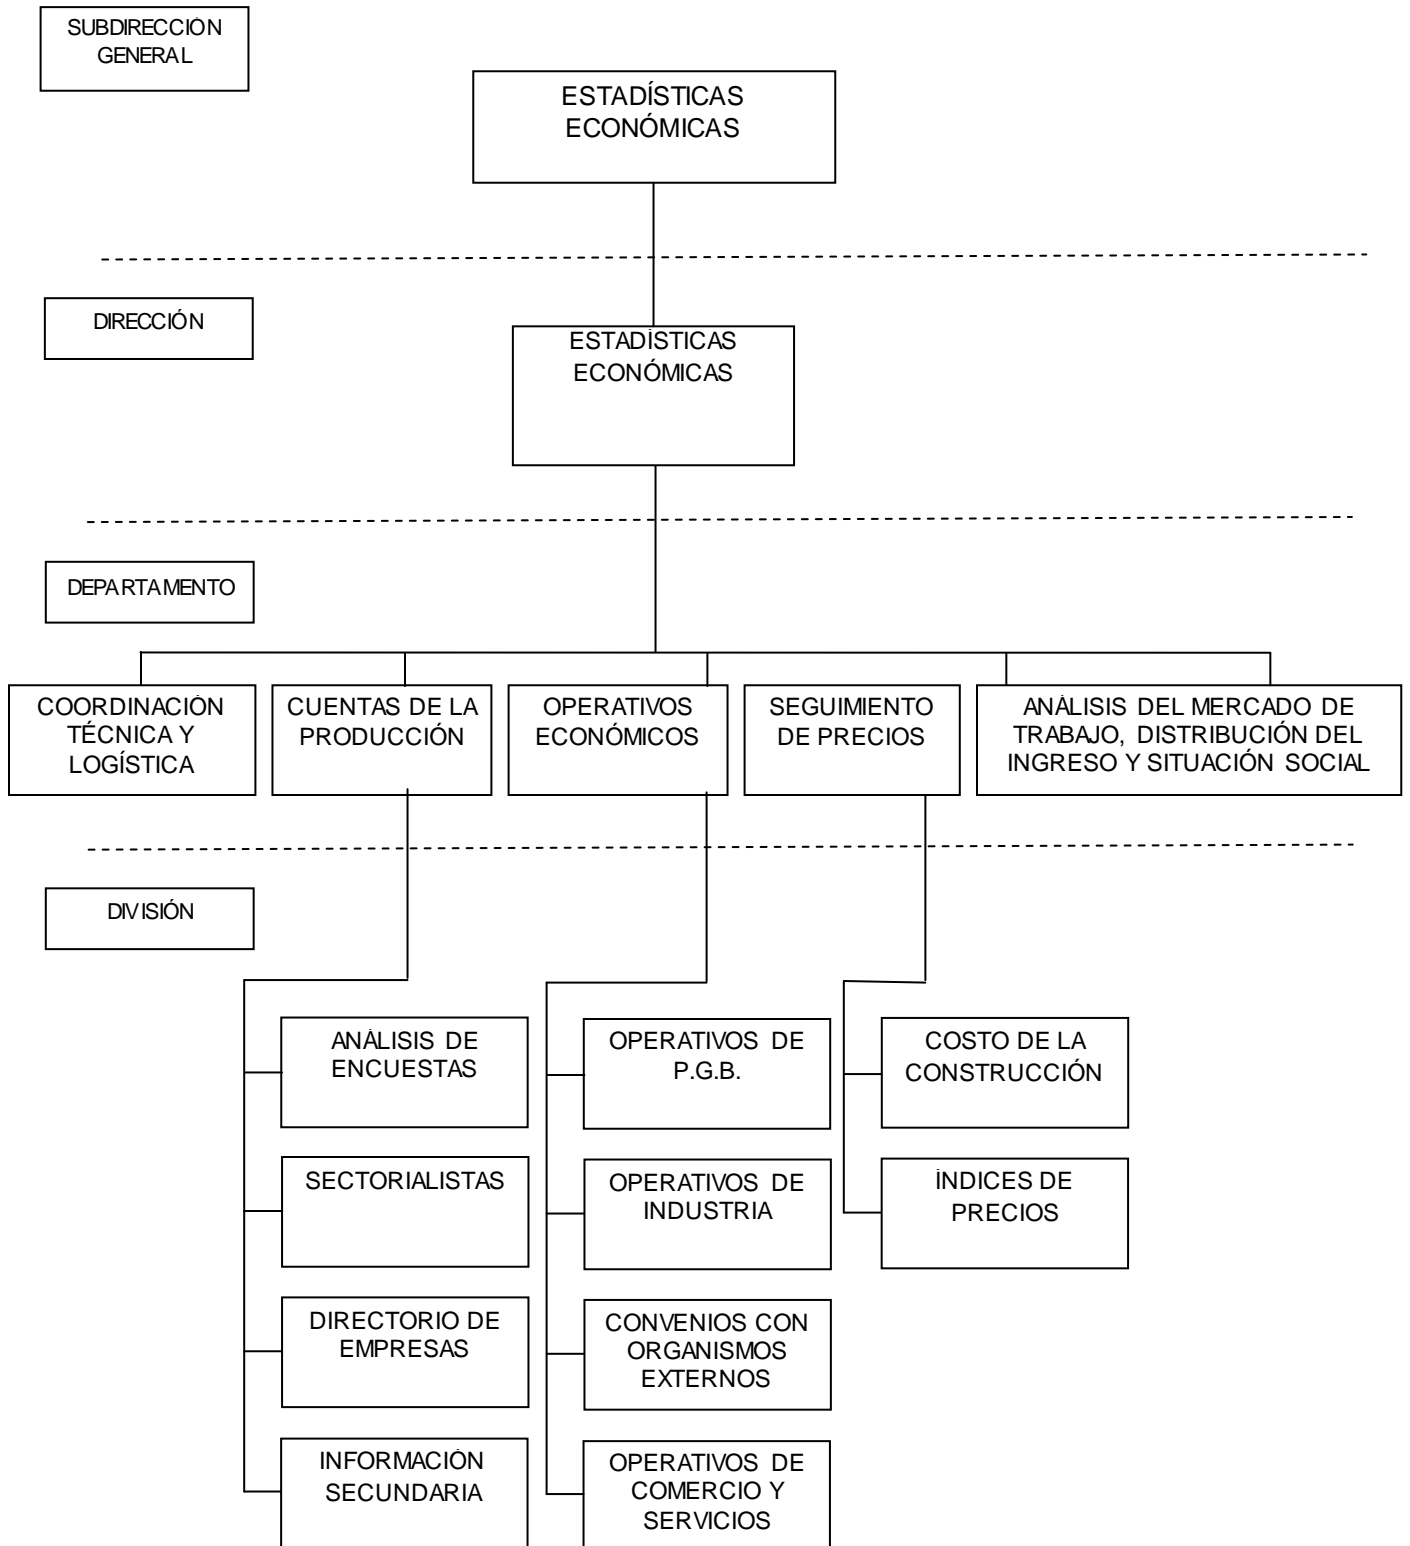 SUBDIRECCIÓN
GENERAL
ESTADÍSTICAS
ECONÓMICAS
DIRECCIÓN
ESTADÍSTICAS
ECONÓMICAS
DEPARTAMENTO
COORDINACIÓN
TÉCNICA Y
LOGÍSTICA
CUENTAS DE LA
PRODUCCIÓN
OPERATIVOS
ECONÓMICOS
SEGUIMIENTO
DE PRECIOS
ANÁLISIS DEL MERCADO DE
TRABAJO, DISTRIBUCIÓN DEL
INGRESO Y SITUACIÓN SOCIAL
DIVISIÓN
ANÁLISIS DE
ENCUESTAS
SECTORIALISTAS
DIRECTORIO DE
EMPRESAS
INFORMACIÓN
SECUNDARIA
OPERATIVOS DE
P.G.B.
OPERATIVOS DE
INDUSTRIA
CONVENIOS CON
ORGANISMOS
EXTERNOS
OPERATIVOS DE
COMERCIO Y
SERVICIOS
COSTO DE LA
CONSTRUCCIÓN
ÍNDICES DE
PRECIOS